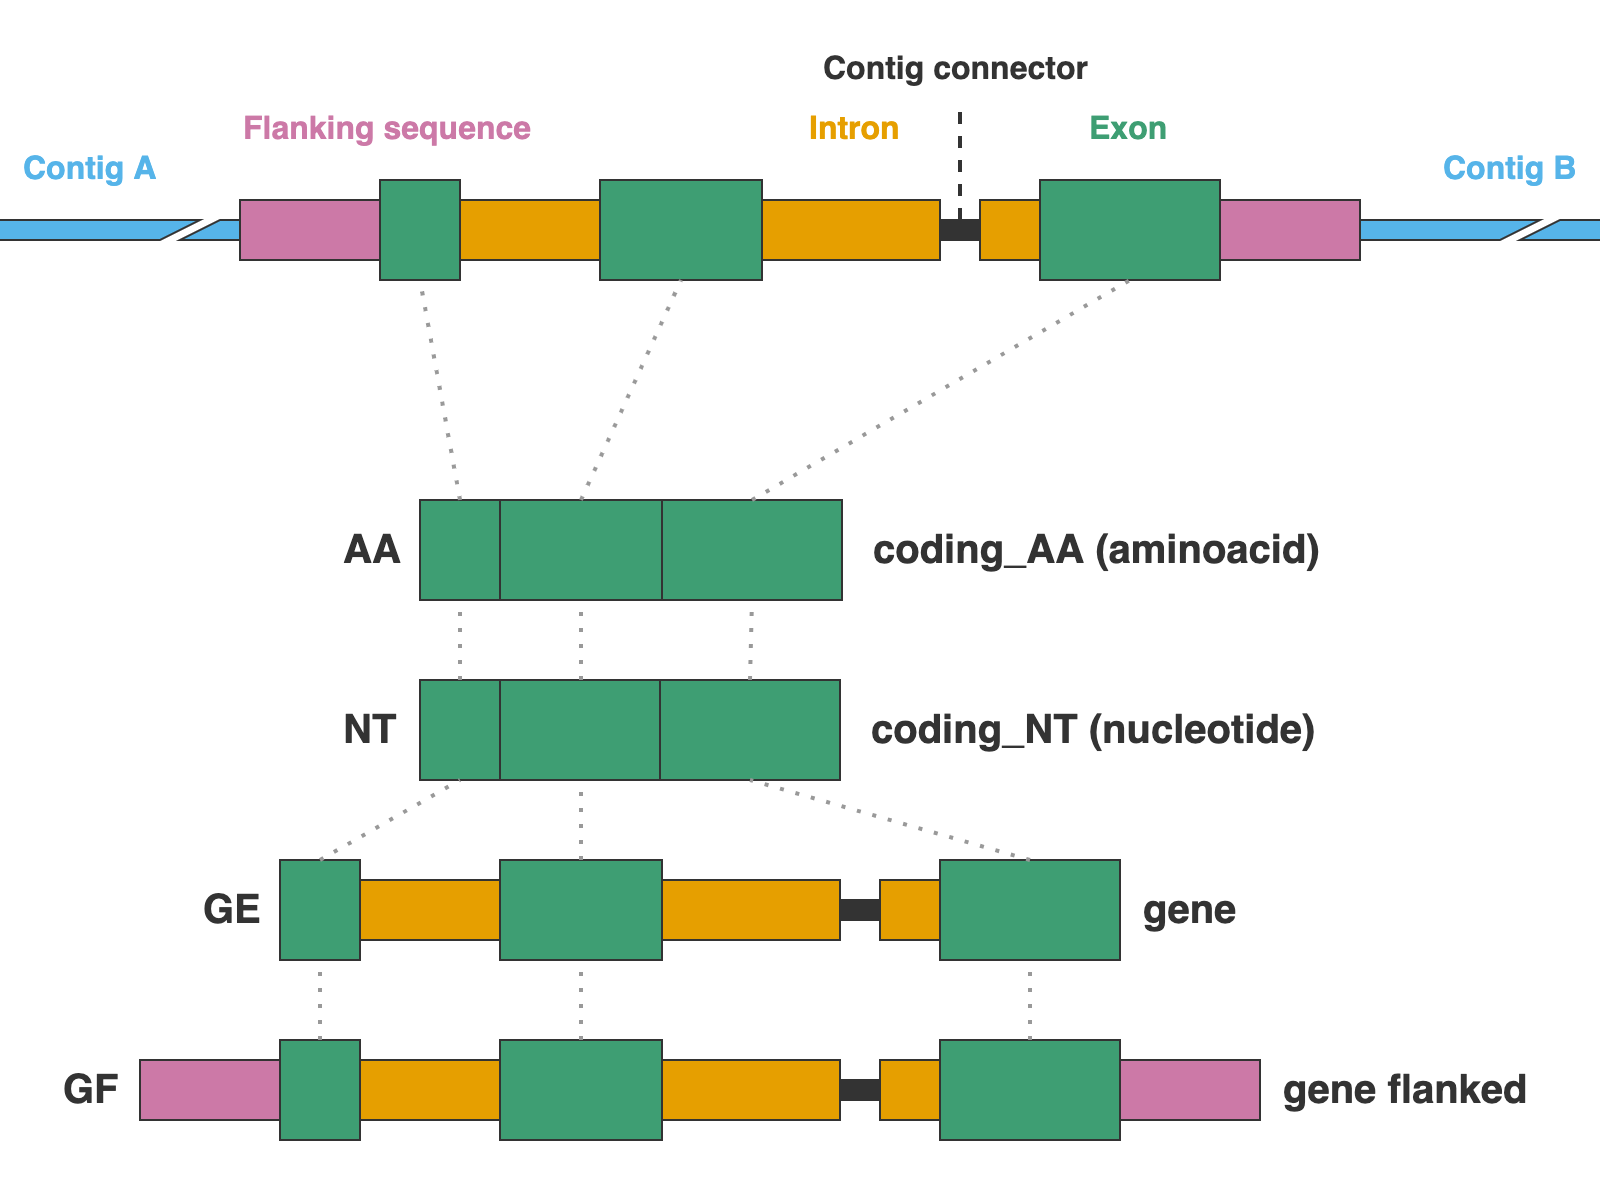 Contig connector
Flanking sequence
Intron
Exon
Contig A
Contig B
AA
coding_AA (aminoacid)
NT
coding_NT (nucleotide)
GE
gene
GF
gene flanked